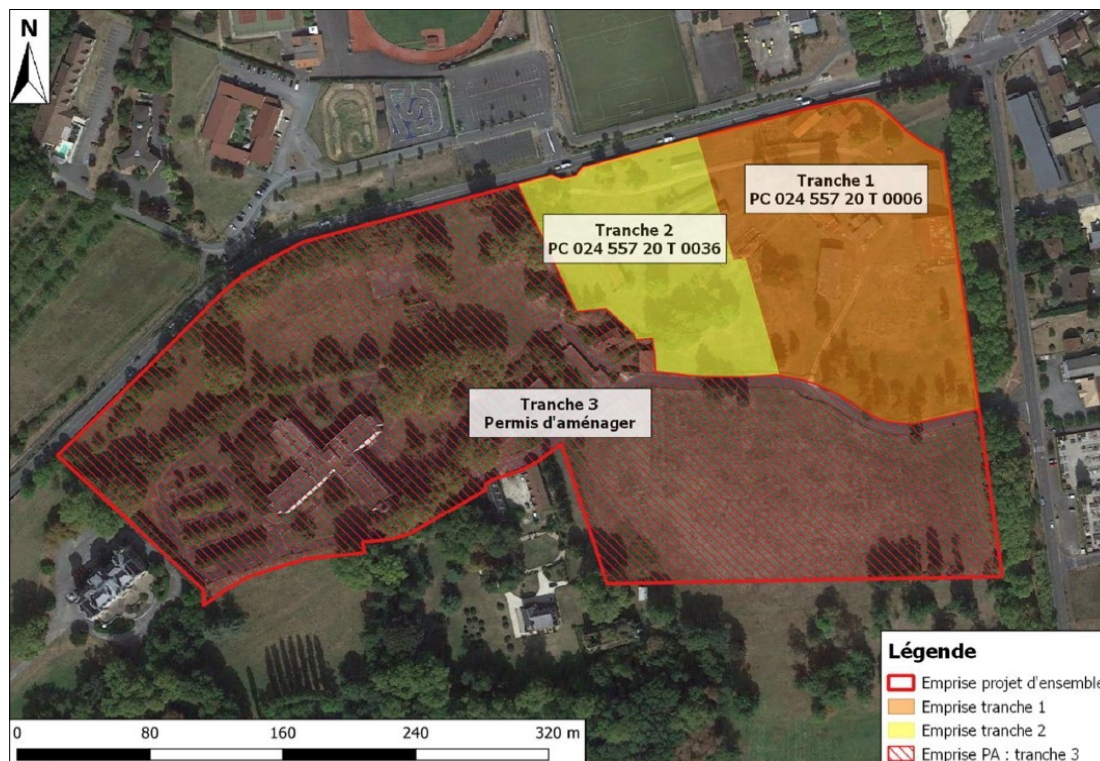 N
Tranche 1
PC 024 557 20 T 0006
Tranche 2
PC 024 557 20 T 0036
Tranche 3
Permis d'aménager
Légende
Emprise projet d'ensemble
Emprise tranche 1
Emprise tranche 2
Emprise PA : tranche 3
0 80 160 240 320 m